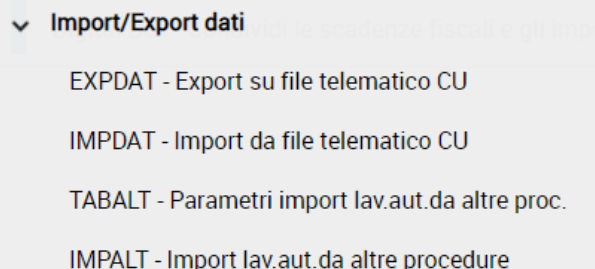 Import/Export dati
EXPDAT - Export su file telematico CU
IMPDAT - Import da file telematico CU
TABALT - Parametri import lav.aut.da altre proc.
IMPALT - Import lav.aut.da altre procedure